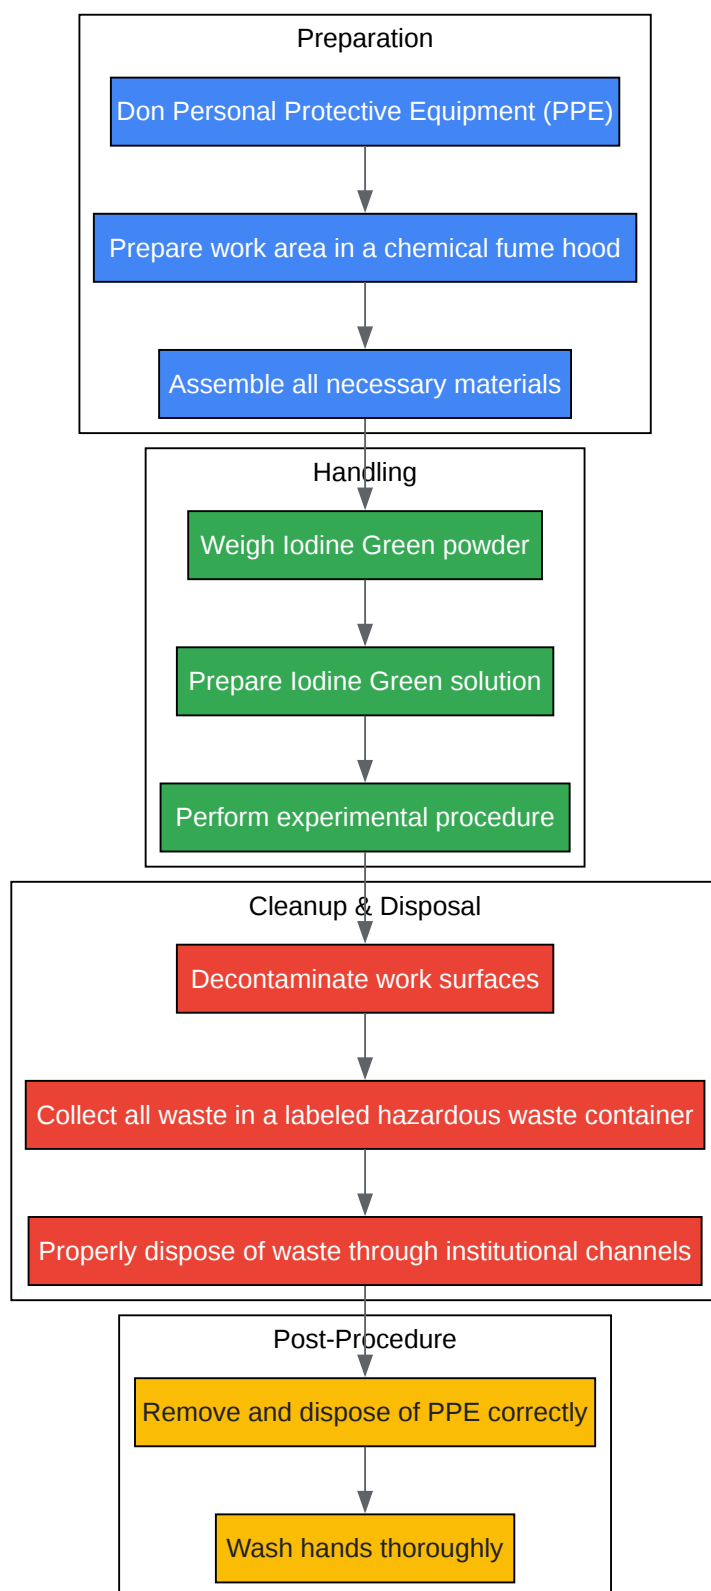 Preparation
Don Personal Protective Equipment (PPE)
Prepare work area in a chemical fume hood
Assemble all necessary materials
Handling
Weigh Iodine Green powder
Prepare Iodine Green solution
Perform experimental procedure
Cleanup & Disposal
Decontaminate work surfaces
Collect all waste in a labeled hazardous waste container
Properly dispose of waste through institutional channels
Post-Procedure
Remove and dispose of PPE correctly
Wash hands thoroughly